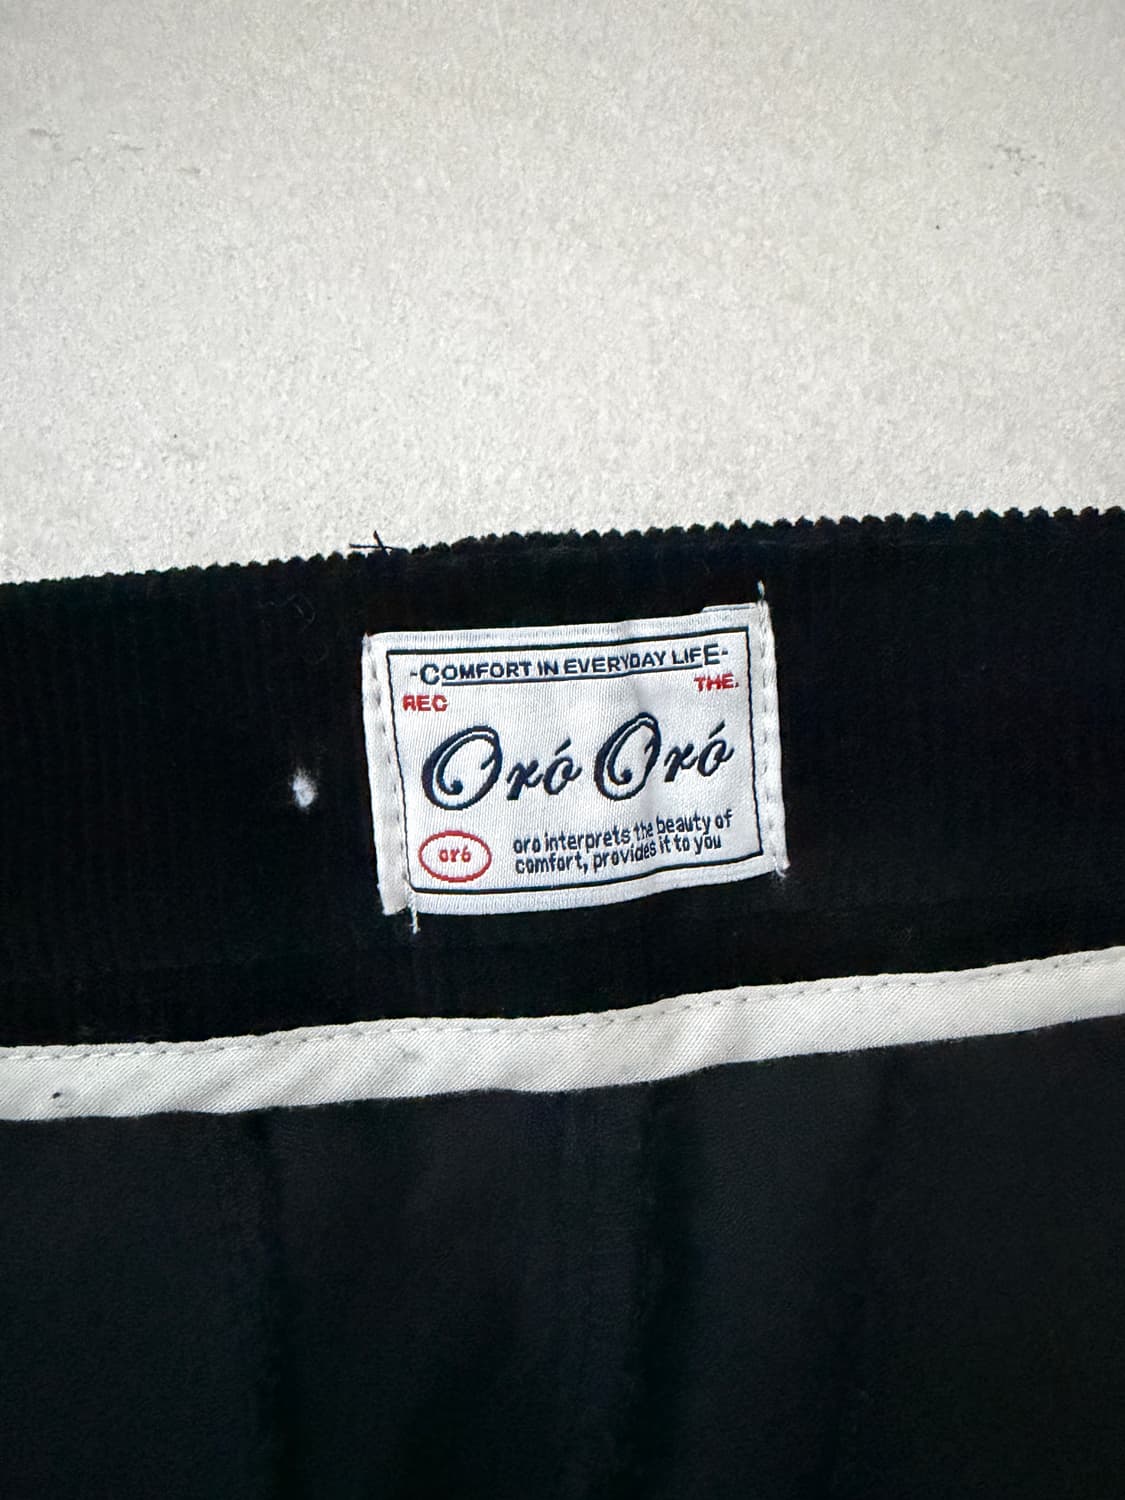 -COMFORT IN EVERYDAY LIFE-
REC THE.
Oró Oró
oró
oro interprets the beauty of
comfort, provides it to you